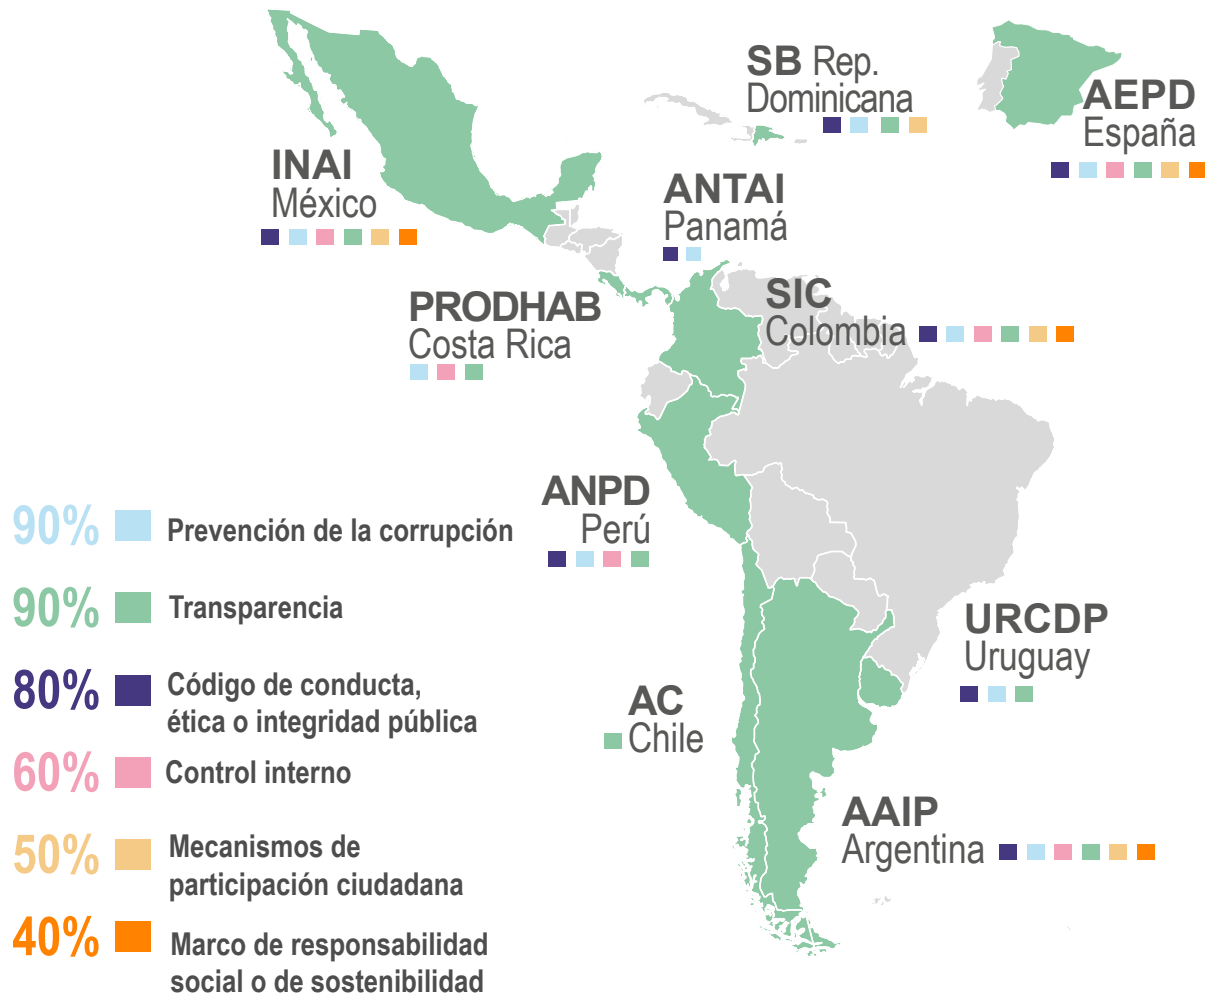 SB Rep.
Dominicana
AEPD
España
INAI
México
ANTAI
Panamá
PRODHAB
Costa Rica
SIC
Colombia
ANPD
Perú
URCDP
Uruguay
AC
Chile
AAIP
Argentina
90% Prevención de la corrupción
90% Transparencia
80% Código de conducta,
ética o integridad pública
60% Control interno
50% Mecanismos de
participación ciudadana
40% Marco de responsabilidad
social o de sostenibilidad